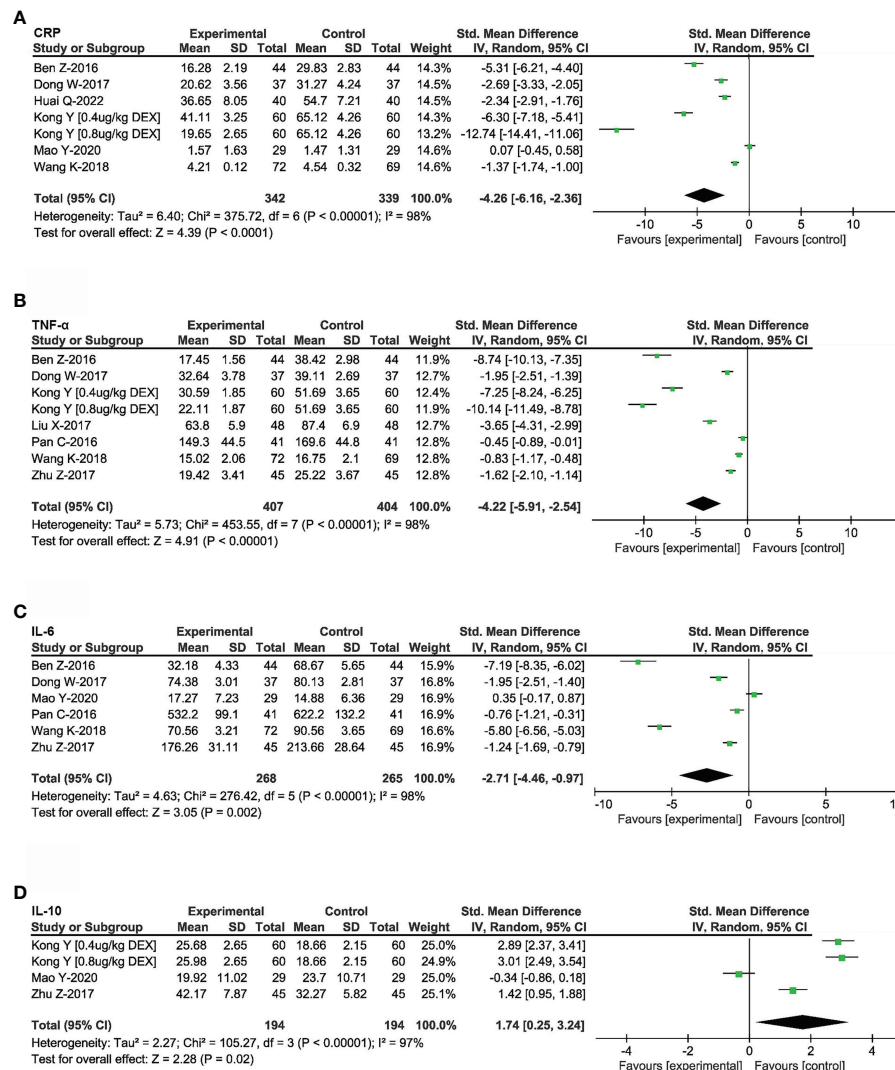 A
CRP Experimental Control Std. Mean Difference Std. Mean Difference
Study or Subgroup Mean SD Total Mean SD Total Weight IV, Random, 95% CI IV, Random, 95% CI
Ben Z-2016 16.28 2.19 44 29.83 2.83 44 14.3% -5.31 [-6.21, -4.40]
Dong W-2017 20.62 3.56 37 31.27 4.24 37 14.5% -2.69 [-3.33, -2.05]
Huai Q-2022 36.65 8.05 40 54.7 7.21 40 14.5% -2.34 [-2.91, -1.76]
Kong Y [0.4ug/kg DEX] 41.11 3.25 60 65.12 4.26 60 14.3% -6.30 [-7.18, -5.41]
Kong Y [0.8ug/kg DEX] 19.65 2.65 60 65.12 4.26 60 13.2% -12.74 [-14.41, -11.06]
Mao Y-2020 1.57 1.63 29 1.47 1.31 29 14.5% 0.07 [-0.45, 0.58]
Wang K-2018 4.21 0.12 72 4.54 0.32 69 14.6% -1.37 [-1.74, -1.00]
Total (95% CI) 342 339 100.0% -4.26 [-6.16, -2.36]
Heterogeneity: Tau² = 6.40; Chi² = 375.72, df = 6 (P < 0.00001); I² = 98%
Test for overall effect: Z = 4.39 (P < 0.0001)
-10 -5 0 5 10
Favours [experimental] Favours [control]
B
TNF-α Experimental Control Std. Mean Difference Std. Mean Difference
Study or Subgroup Mean SD Total Mean SD Total Weight IV, Random, 95% CI IV, Random, 95% CI
Ben Z-2016 17.45 1.56 44 38.42 2.98 44 11.9% -8.74 [-10.13, -7.35]
Dong W-2017 32.64 3.78 37 39.11 2.69 37 12.7% -1.95 [-2.51, -1.39]
Kong Y [0.4ug/kg DEX] 30.59 1.85 60 51.69 3.65 60 12.4% -7.25 [-8.24, -6.25]
Kong Y [0.8ug/kg DEX] 22.11 1.87 60 51.69 3.65 60 11.9% -10.14 [-11.49, -8.78]
Liu X-2017 63.8 5.9 48 87.4 6.9 48 12.7% -3.65 [-4.31, -2.99]
Pan C-2016 149.3 44.5 41 169.6 44.8 41 12.8% -0.45 [-0.89, -0.01]
Wang K-2018 15.02 2.06 72 16.75 2.1 69 12.8% -0.83 [-1.17, -0.48]
Zhu Z-2017 19.42 3.41 45 25.22 3.67 45 12.8% -1.62 [-2.10, -1.14]
Total (95% CI) 407 404 100.0% -4.22 [-5.91, -2.54]
Heterogeneity: Tau² = 5.73; Chi² = 453.55, df = 7 (P < 0.00001); I² = 98%
Test for overall effect: Z = 4.91 (P < 0.00001)
-10 -5 0 5 10
Favours [experimental] Favours [control]
C
IL-6 Experimental Control Std. Mean Difference Std. Mean Difference
Study or Subgroup Mean SD Total Mean SD Total Weight IV, Random, 95% CI IV, Random, 95% CI
Ben Z-2016 32.18 4.33 44 68.67 5.65 44 15.9% -7.19 [-8.35, -6.02]
Dong W-2017 74.38 3.01 37 80.13 2.81 37 16.8% -1.95 [-2.51, -1.40]
Mao Y-2020 17.27 7.23 29 14.88 6.36 29 16.9% 0.35 [-0.17, 0.87]
Pan C-2016 532.2 99.1 41 622.2 132.2 41 16.9% -0.76 [-1.21, -0.31]
Wang K-2018 70.56 3.21 72 90.56 3.65 69 16.6% -5.80 [-6.56, -5.03]
Zhu Z-2017 176.26 31.11 45 213.66 28.64 45 16.9% -1.24 [-1.69, -0.79]
Total (95% CI) 268 265 100.0% -2.71 [-4.46, -0.97]
Heterogeneity: Tau² = 4.63; Chi² = 276.42, df = 5 (P < 0.00001); I² = 98%
Test for overall effect: Z = 3.05 (P = 0.002)
-10 -5 0 5
Favours [experimental] Favours [control]
D
IL-10 Experimental Control Std. Mean Difference Std. Mean Difference
Study or Subgroup Mean SD Total Mean SD Total Weight IV, Random, 95% CI IV, Random, 95% CI
Kong Y [0.4ug/kg DEX] 25.68 2.65 60 18.66 2.15 60 25.0% 2.89 [2.37, 3.41]
Kong Y [0.8ug/kg DEX] 25.98 2.65 60 18.66 2.15 60 24.9% 3.01 [2.49, 3.54]
Mao Y-2020 19.92 11.02 29 23.7 10.71 29 25.0% -0.34 [-0.86, 0.18]
Zhu Z-2017 42.17 7.87 45 32.27 5.82 45 25.1% 1.42 [0.95, 1.88]
Total (95% CI) 194 194 100.0% 1.74 [0.25, 3.24]
Heterogeneity: Tau² = 2.27; Chi² = 105.27, df = 3 (P < 0.00001); I² = 97%
Test for overall effect: Z = 2.28 (P = 0.02)
-4 -2 0 2 4
Favours [experimental] Favours [control]